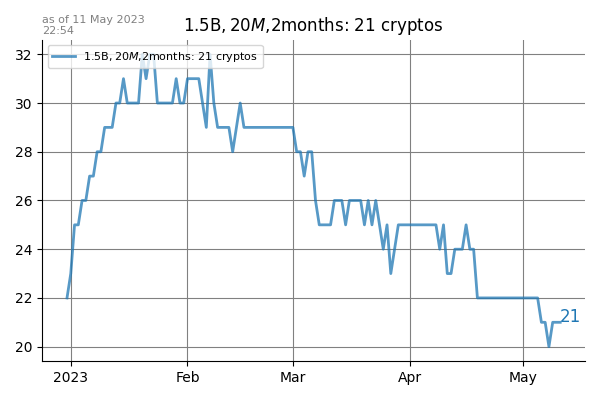 as of 11 May 2023
22:54
1.5B, 20M,2months: 21 cryptos
1.5B, 20M,2months: 21 cryptos
32
30
28
26
24
22
20
21
2023
Feb
Mar
Apr
May